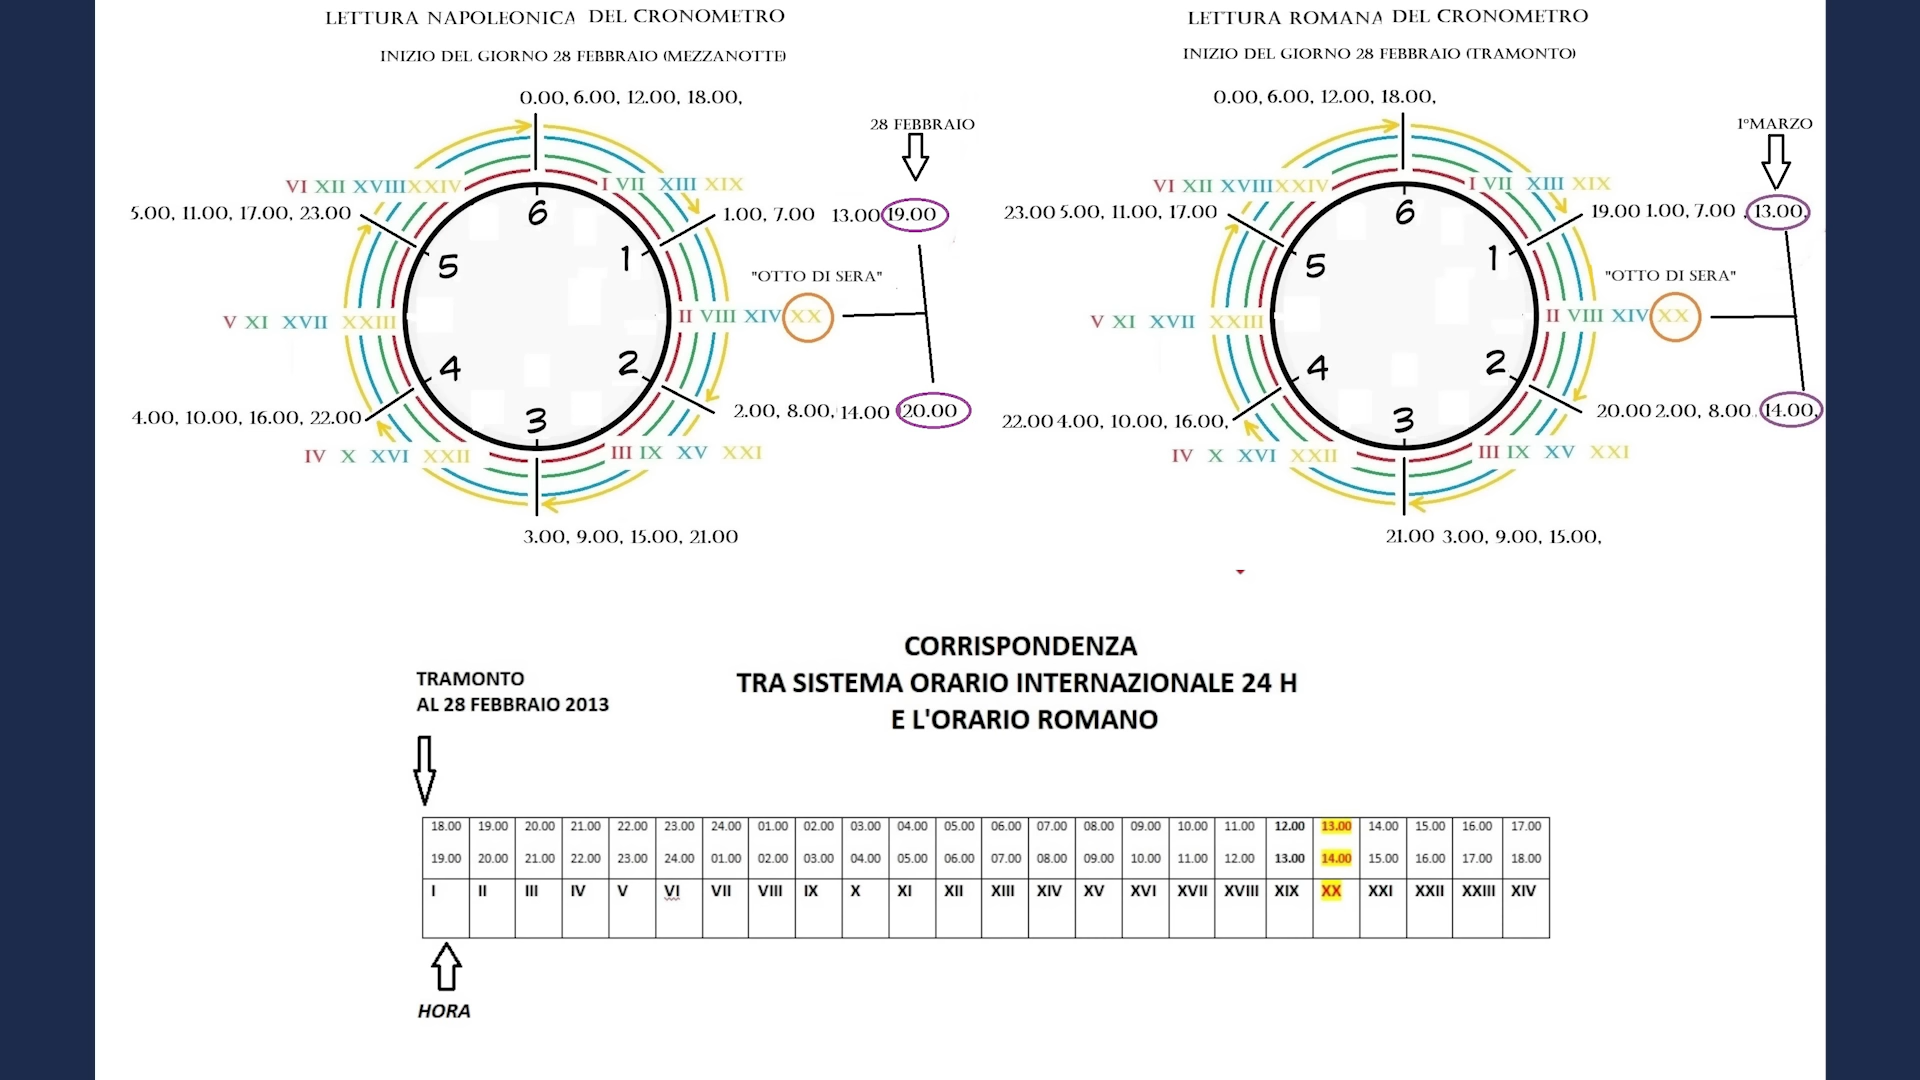 LETTURA NAPOLEONICA DEL CRONOMETRO
INIZIO DEL GIORNO 28 FEBBRAIO (MEZZANOTTE)
0.00, 6.00, 12.00, 18.00,
28 FEBBRAIO
VI XII XVIII XXIV
I VII XIII XIX
5.00, 11.00, 17.00, 23.00
1.00, 7.00 13.00 19.00
6
5
1
"OTTO DI SERA"
V XI XVII XXIII
II VIII XIV XX
4
2
3
4.00, 10.00, 16.00, 22.00
2.00, 8.00, 14.00 20.00
IV X XVI XXII
III IX XV XXI
3.00, 9.00, 15.00, 21.00
LETTURA ROMANA DEL CRONOMETRO
INIZIO DEL GIORNO 28 FEBBRAIO (TRAMONTO)
0.00, 6.00, 12.00, 18.00,
1°MARZO
VI XII XVIII XXIV
I VII XIII XIX
23.00 5.00, 11.00, 17.00
19.00 1.00, 7.00 , 13.00,
6
5
1
"OTTO DI SERA"
V XI XVII XXIII
II VIII XIV XX
4
2
3
22.00 4.00, 10.00, 16.00,
20.00 2.00, 8.00 14.00,
IV X XVI XXII
III IX XV XXI
21.00 3.00, 9.00, 15.00,
CORRISPONDENZA
TRA SISTEMA ORARIO INTERNAZIONALE 24 H
E L'ORARIO ROMANO
TRAMONTO
AL 28 FEBBRAIO 2013
18.00 19.00 20.00 21.00 22.00 23.00 24.00 01.00 02.00 03.00 04.00 05.00 06.00 07.00 08.00 09.00 10.00 11.00 12.00 13.00 14.00 15.00 16.00 17.00
19.00 20.00 21.00 22.00 23.00 24.00 01.00 02.00 03.00 04.00 05.00 06.00 07.00 08.00 09.00 10.00 11.00 12.00 13.00 14.00 15.00 16.00 17.00 18.00
I II III IV V VI VII VIII IX X XI XII XIII XIV XV XVI XVII XVIII XIX XX XXI XXII XXIII XIV
HORA